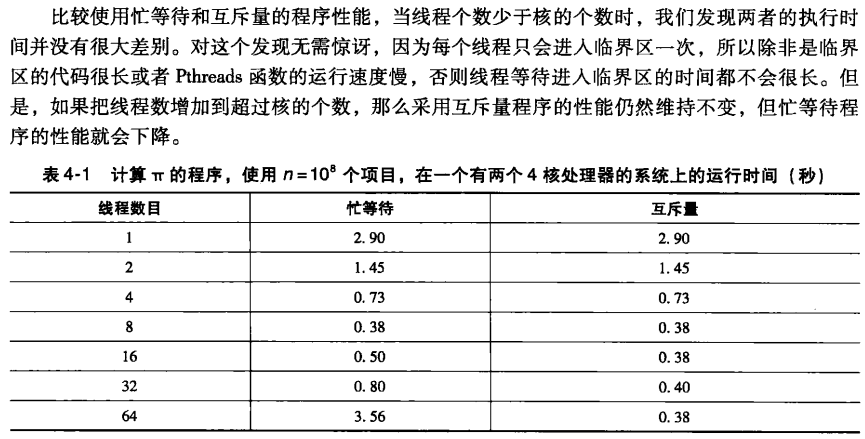 比较使用忙等待和互斥量的程序性能，当线程个数少于核的个数时，我们发现两者的执行时
间并没有很大差别。对这个发现无需惊讶，因为每个线程只会进入临界区一次，所以除非是临界
区的代码很长或者 Pthreads 函数的运行速度慢，否则线程等待进入临界区的时间都不会很长。但
是，如果把线程数增加到超过核的个数，那么采用互斥量程序的性能仍然维持不变，但忙等待程
序的性能就会下降。
表 4-1 计算 π 的程序，使用 n=10⁸ 个项目，在一个有两个 4 核处理器的系统上的运行时间（秒）
线程数目 忙等待 互斥量
1 2.90 2.90
2 1.45 1.45
4 0.73 0.73
8 0.38 0.38
16 0.50 0.38
32 0.80 0.40
64 3.56 0.38